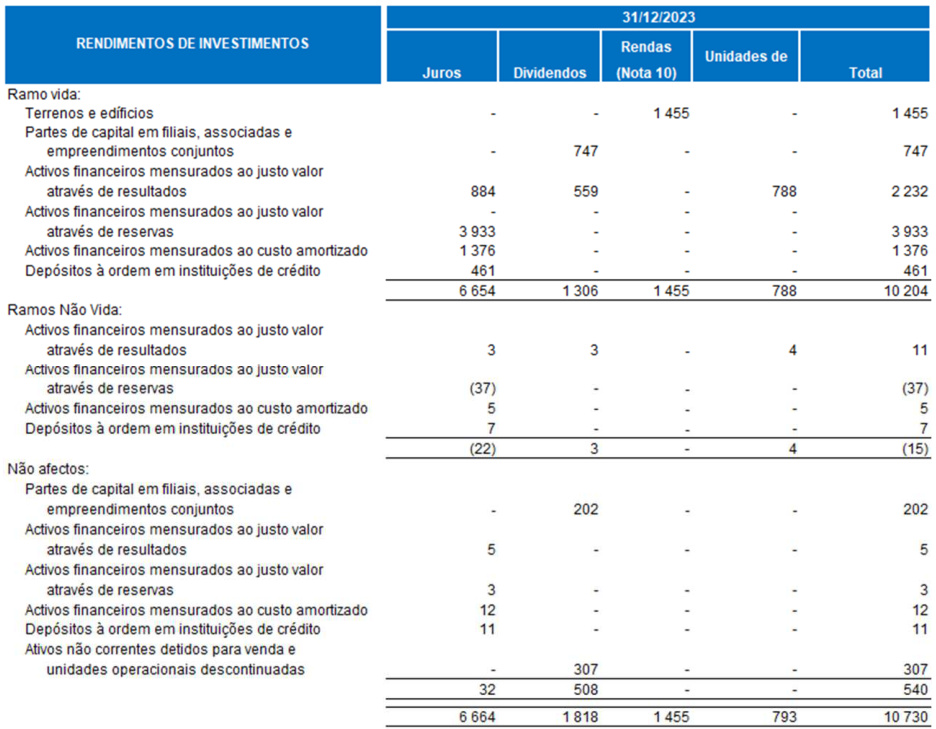 31/12/2023
RENDIMENTOS DE INVESTIMENTOS
Juros Dividendos Rendas (Nota 10) Unidades de Total
Ramo vida:
Terrenos e edíficios - - 1 455 - 1 455
Partes de capital em filiais, associadas e
empreendimentos conjuntos - 747 - - 747
Activos financeiros mensurados ao justo valor
através de resultados 884 559 - 788 2 232
Activos financeiros mensurados ao justo valor - - - -
através de reservas 3 933 - - - 3 933
Activos financeiros mensurados ao custo amortizado 1 376 - - - 1 376
Depósitos à ordem em instituições de crédito 461 - - - 461
6 654 1 306 1 455 788 10 204
Ramos Não Vida:
Activos financeiros mensurados ao justo valor
através de resultados 3 3 - 4 11
Activos financeiros mensurados ao justo valor
através de reservas (37) - - - (37)
Activos financeiros mensurados ao custo amortizado 5 - - - 5
Depósitos à ordem em instituições de crédito 7 - - - 7
(22) 3 - 4 (15)
Não afectos:
Partes de capital em filiais, associadas e
empreendimentos conjuntos - 202 - - 202
Activos financeiros mensurados ao justo valor
através de resultados 5 - - - 5
Activos financeiros mensurados ao justo valor
através de reservas 3 - - - 3
Activos financeiros mensurados ao custo amortizado 12 - - - 12
Depósitos à ordem em instituições de crédito 11 - - - 11
Ativos não correntes detidos para venda e
unidades operacionais descontinuadas - 307 - - 307
32 508 - - 540
6 664 1 818 1 455 793 10 730